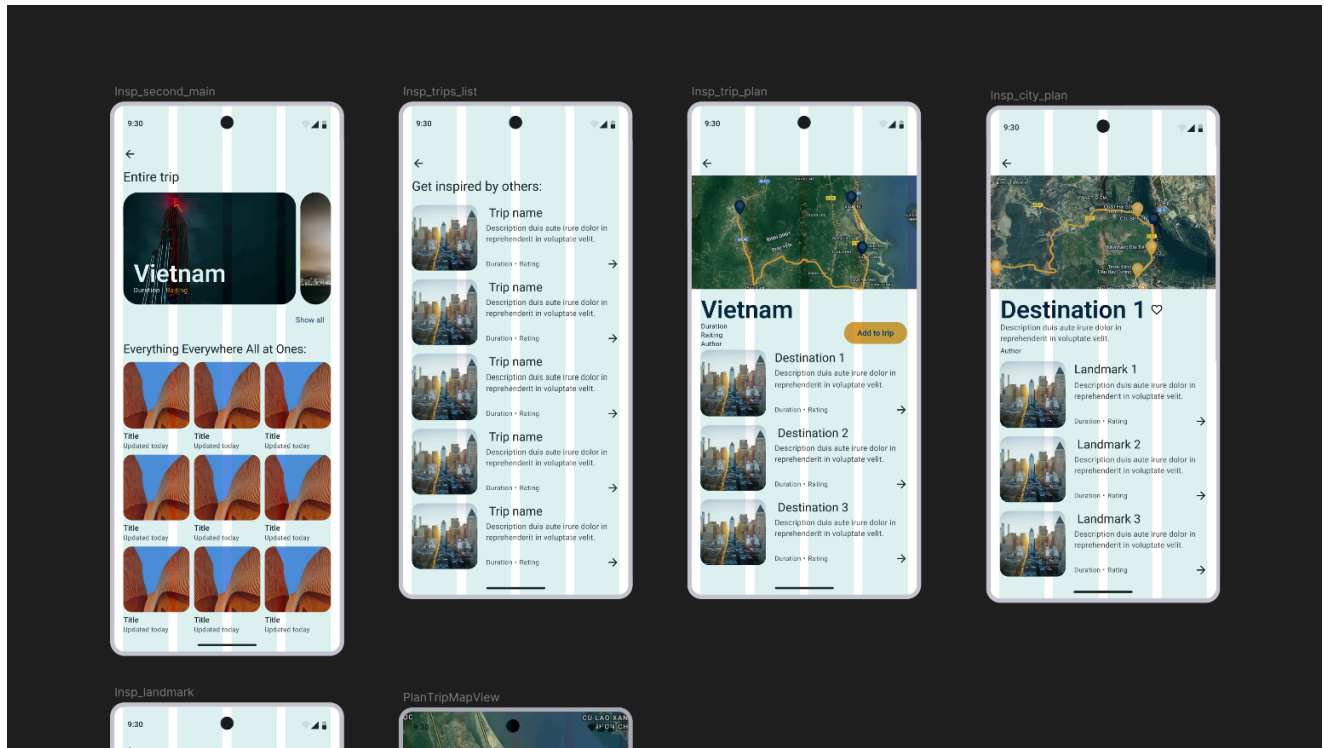 Insp_second_main
9:30
Entire trip
Vietnam
Duration | Raiting
Show all
Everything Everywhere All at Ones:
Title Title Title
Updated today Updated today Updated today
Title Title Title
Updated today Updated today Updated today
Title Title Title
Updated today Updated today Updated today
Insp_trips_list
9:30
Get inspired by others:
Trip name
Description duis aute irure dolor in
reprehenderit in voluptate velit.
Duration • Rating
Trip name
Description duis aute irure dolor in
reprehenderit in voluptate velit.
Duration • Rating
Trip name
Description duis aute irure dolor in
reprehenderit in voluptate velit.
Duration • Rating
Trip name
Description duis aute irure dolor in
reprehenderit in voluptate velit.
Duration • Rating
Trip name
Description duis aute irure dolor in
reprehenderit in voluptate velit.
Duration • Rating
Insp_trip_plan
9:30
Vietnam
Duration
Raiting
Author
Add to trip
Destination 1
Description duis aute irure dolor in
reprehenderit in voluptate velit.
Duration • Rating
Destination 2
Description duis aute irure dolor in
reprehenderit in voluptate velit.
Duration • Rating
Destination 3
Description duis aute irure dolor in
reprehenderit in voluptate velit.
Duration • Rating
Insp_city_plan
9:30
Destination 1
Description duis aute irure dolor in
reprehenderit in voluptate velit.
Author
Landmark 1
Description duis aute irure dolor in
reprehenderit in voluptate velit.
Duration • Rating
Landmark 2
Description duis aute irure dolor in
reprehenderit in voluptate velit.
Duration • Rating
Landmark 3
Description duis aute irure dolor in
reprehenderit in voluptate velit.
Duration • Rating
Insp_landmark
9:30
PlanTripMapView
9:30
CÙ LAO XANH